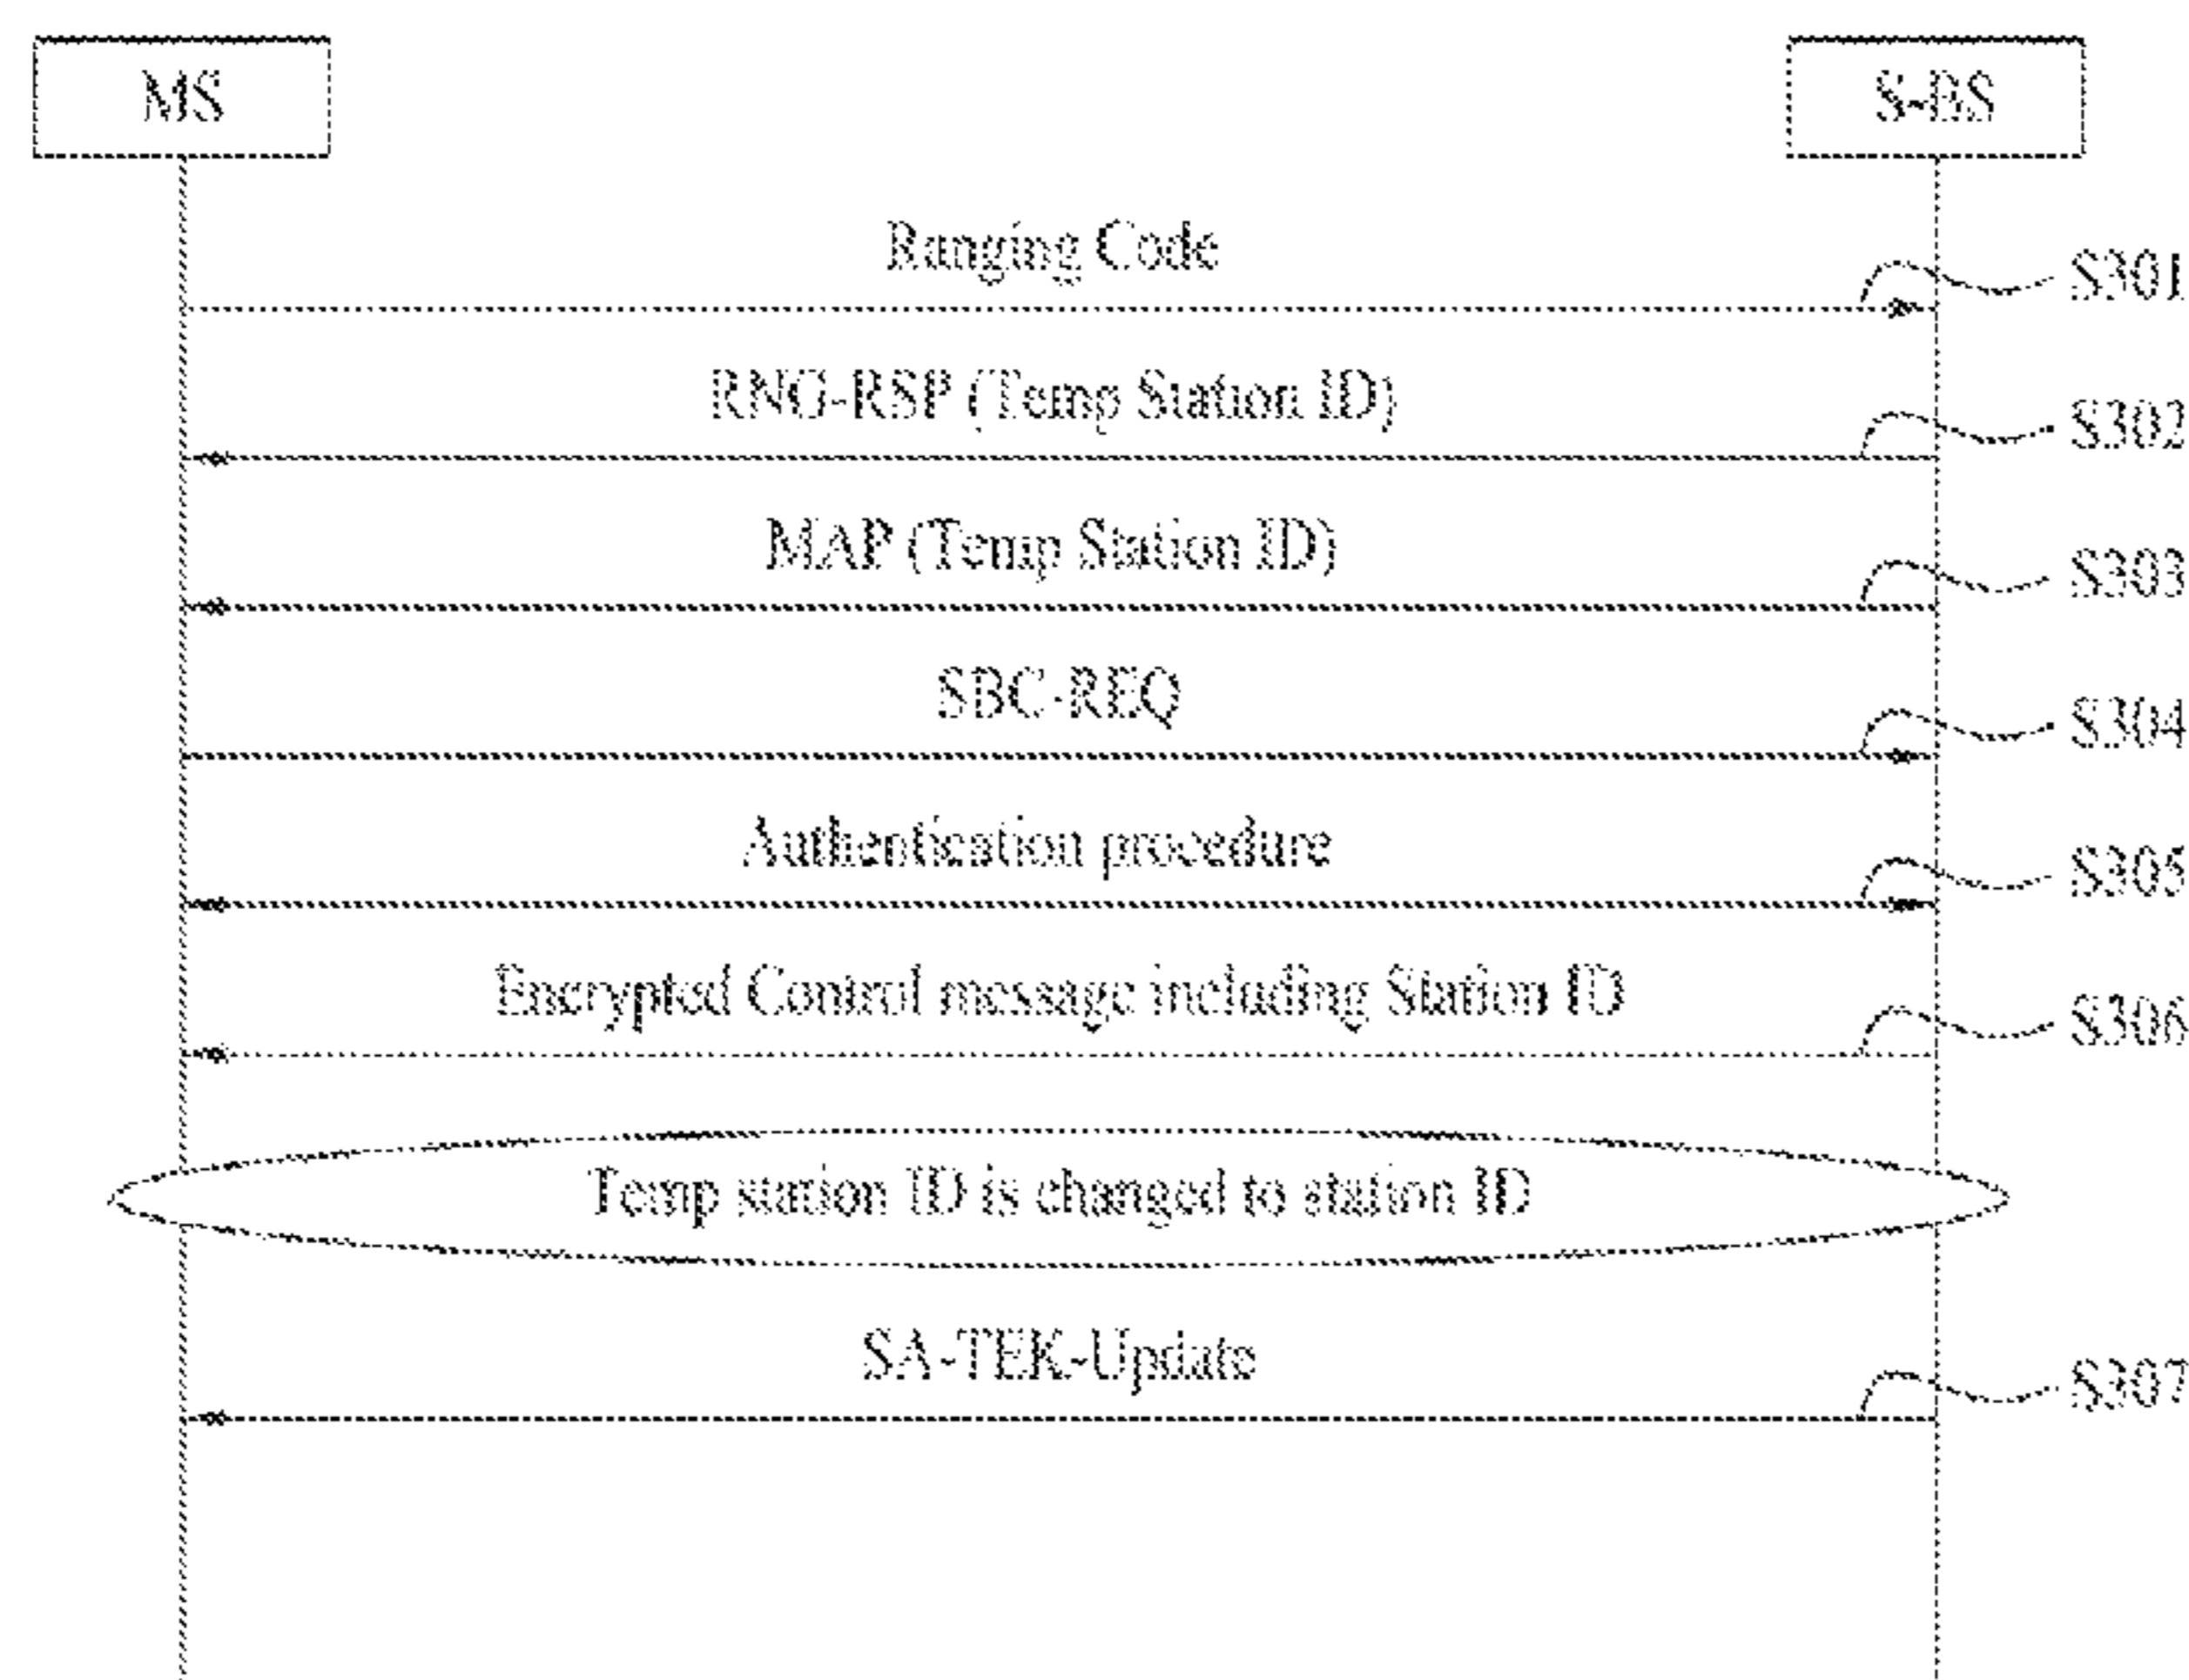 MS
S-BS
Ranging Code
S301
RNG-RSP (Temp Station ID)
S302
MAP (Temp Station ID)
S303
SBC-REQ
S304
Authentication procedure
S305
Encrypted Control message including Station ID
S306
Temp station ID is changed to station ID
SA-TEK-Update
S307